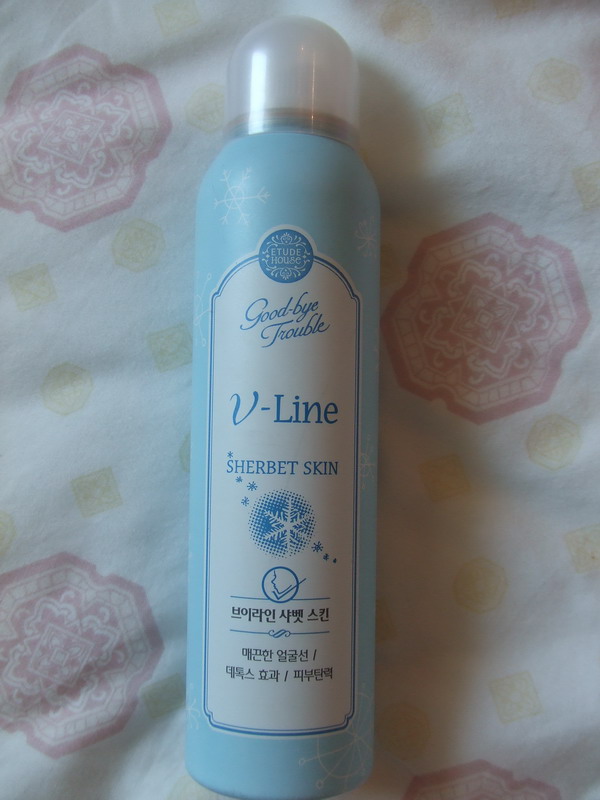 ETUDE
HOUSE
Good-bye
Trouble
V-Line
SHERBET SKIN
브이라인 샤벳 스킨
매끈한 얼굴선 /
데톡스 효과 / 피부탄력